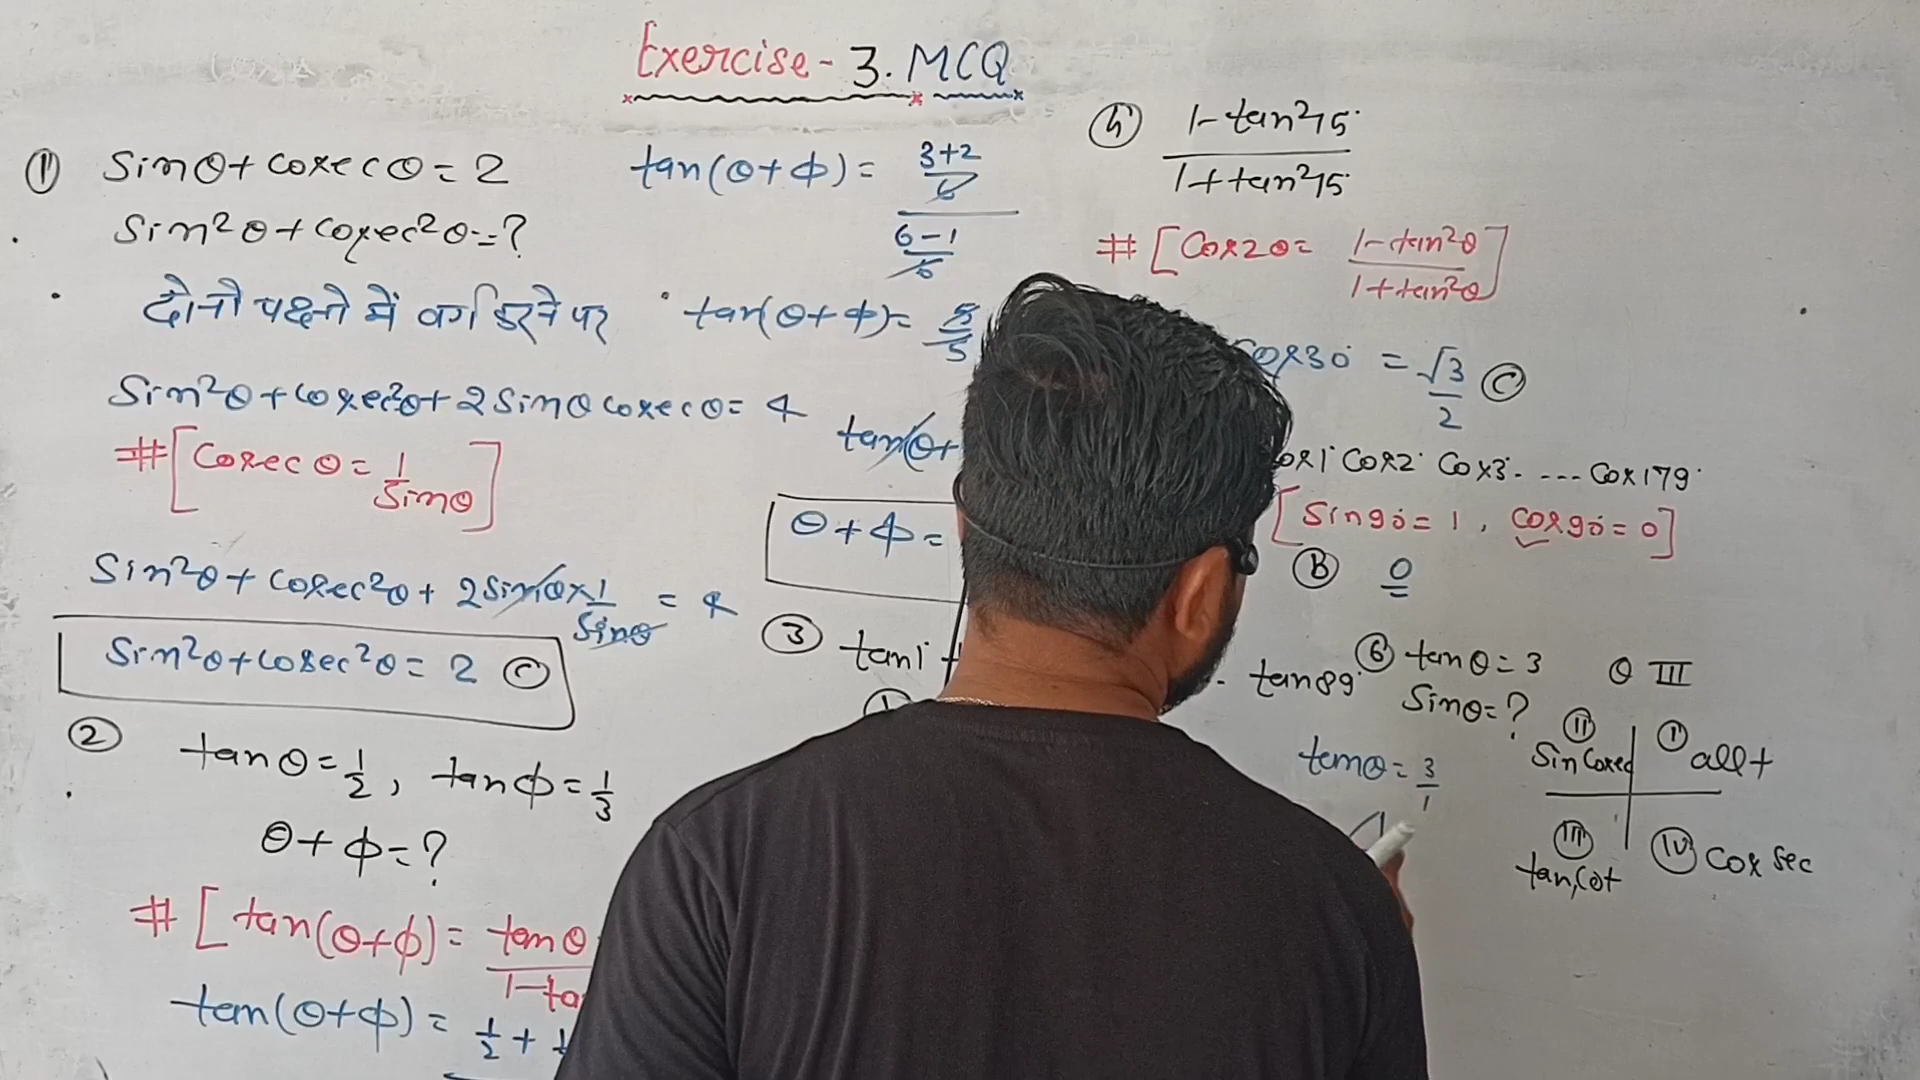 Exercise - 3. MCQ
① Sinθ + Cosecθ = 2
Sin²θ + Cosec²θ = ?
दोनो पक्षो में वर्ग करने पर
Sin²θ + Cosec²θ + 2 Sinθ Cosecθ = 4
# [Cosecθ = 1/Sinθ]
Sin²θ + Cosec²θ + 2 Sinθ × 1/Sinθ = 4
Sin²θ + Cosec²θ = 2 Ⓒ
② tanθ = 1/2, tanϕ = 1/3
θ + ϕ = ?
# [tan(θ+ϕ) = tanθ
1 - ta
tan(θ+ϕ) = 1/2 +
tan(θ+ϕ) = (3+2)/6 / (6-1)/6
tan(θ+ϕ) = 5/5
tan(θ+
θ + ϕ =
③ tan1° + - tan89°
④ 1 - tan²15° / 1 + tan²15°
# [Cos2θ = 1 - tan²θ / 1 + tan²θ]
Cos30° = √3/2 Ⓒ
Cos1° Cos2° Cos3° - ... Cos179°
[Sin90° = 1, Cos90° = 0]
Ⓑ 0
⑥ tanθ = 3 θ III
Sinθ = ?
tanθ = 3/1
Ⓘ all +
Ⓘ Ⓘ Sin Cosec
ⓘⓘⓘ tan, Cot
Ⓘⓥ Cos Sec